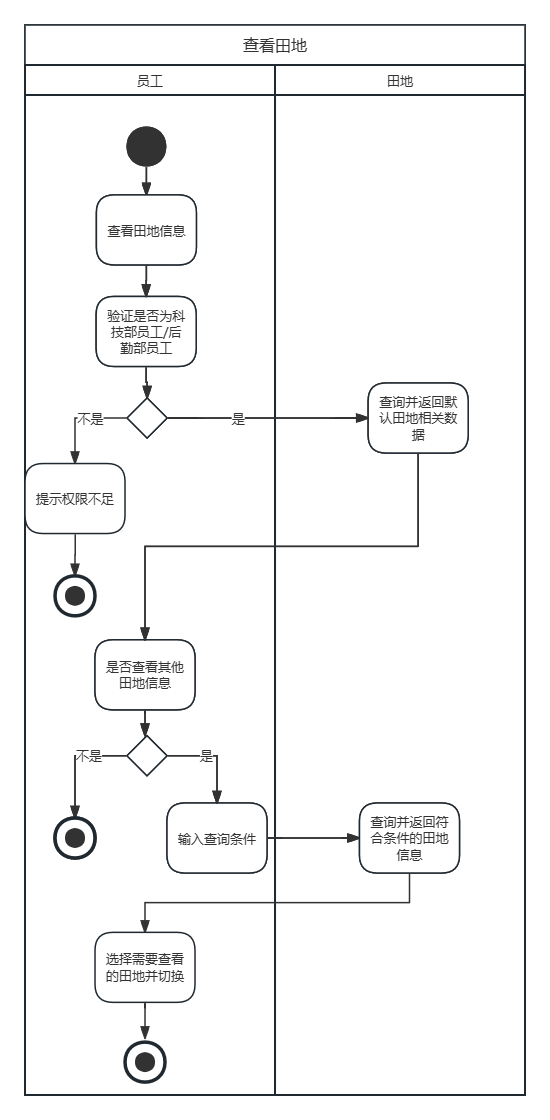 查看田地
员工
田地
查看田地信息
验证是否为科
技部员工/后
勤部员工
不是
是
查询并返回默
认田地相关数
据
提示权限不足
是否查看其他
田地信息
不是
是
输入查询条件
查询并返回符
合条件的田地
信息
选择需要查看
的田地并切换